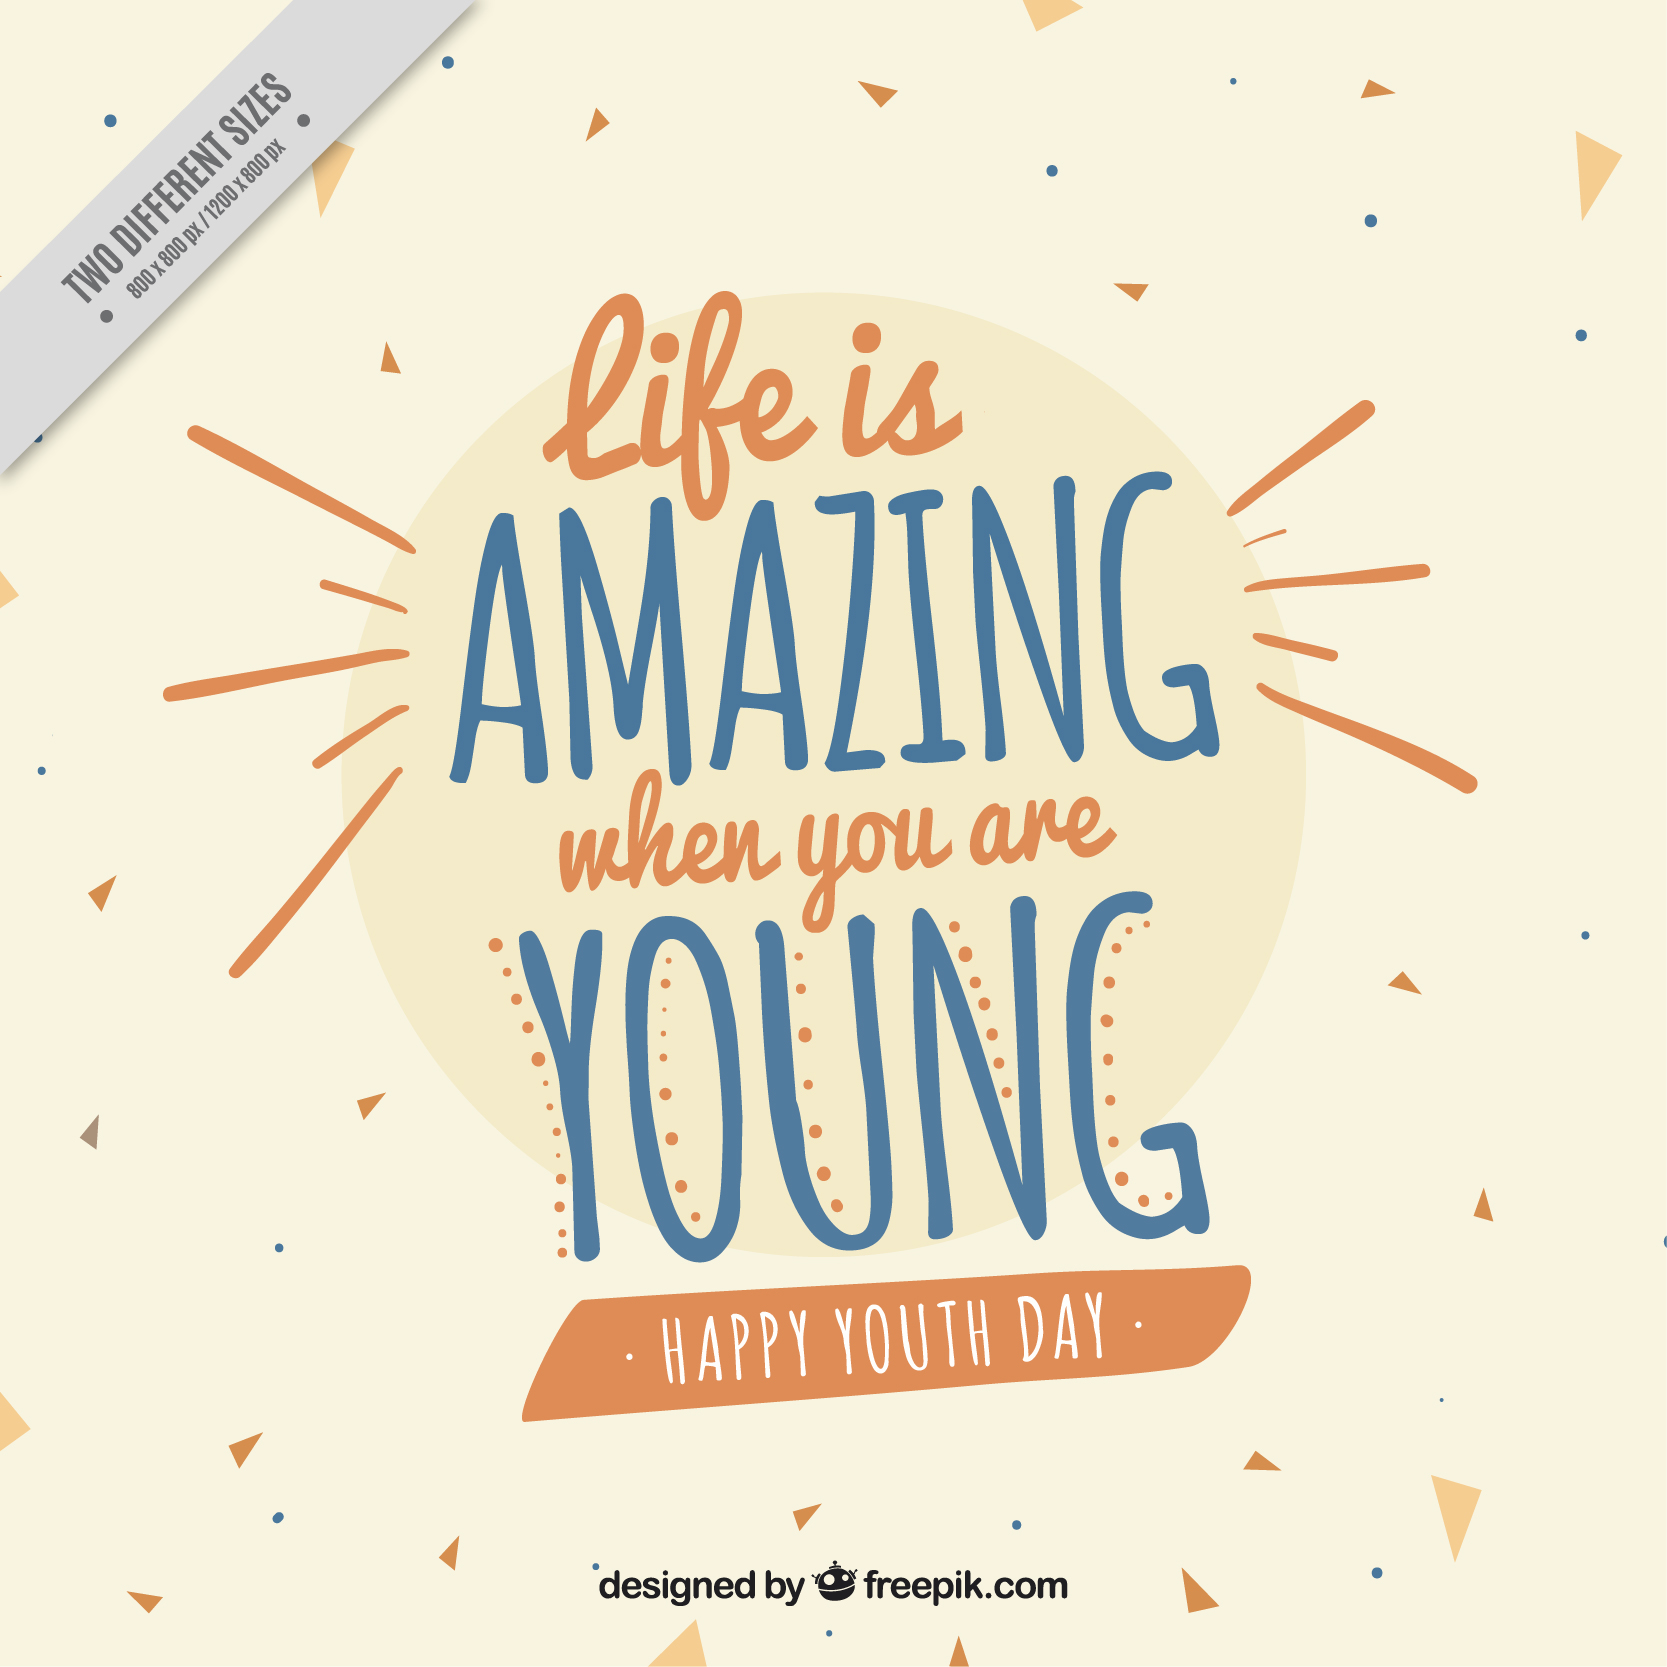 TWO DIFFERENT SIZES
800 x 800 px / 1200 x 800 px
life is
AMAZING
when you are
YOUNG
· HAPPY YOUTH DAY ·
designed by freepik.com